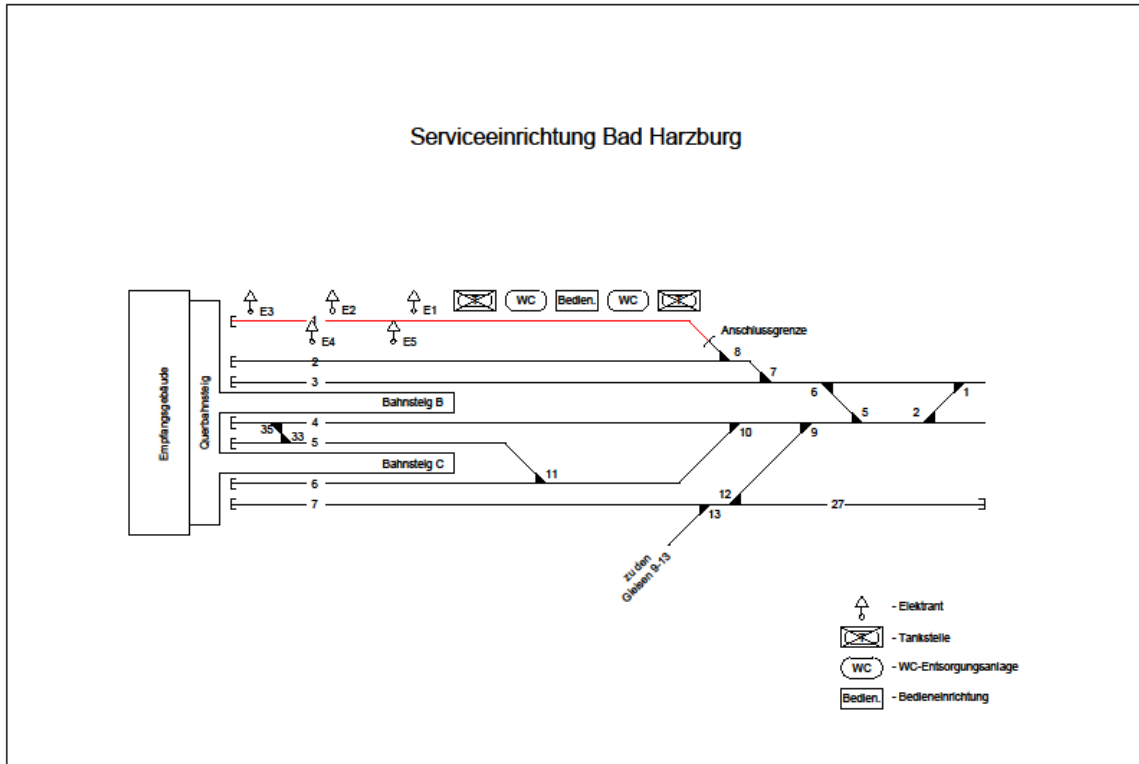 Serviceeinrichtung Bad Harzburg
E3
E2
E1
WC
Bedien.
WC
1
E4
E5
Anschlussgrenze
2
8
3
7
Bahnsteig B
6
5
2
1
4
10
9
35
33
5
Bahnsteig C
11
6
12
7
13
27
Empfangsgebäude
Querbahnsteig
zu den
Gleisen 9-13
- Elektrant
- Tankstelle
WC - WC-Entsorgungsanlage
Bedien. - Bedieneinrichtung